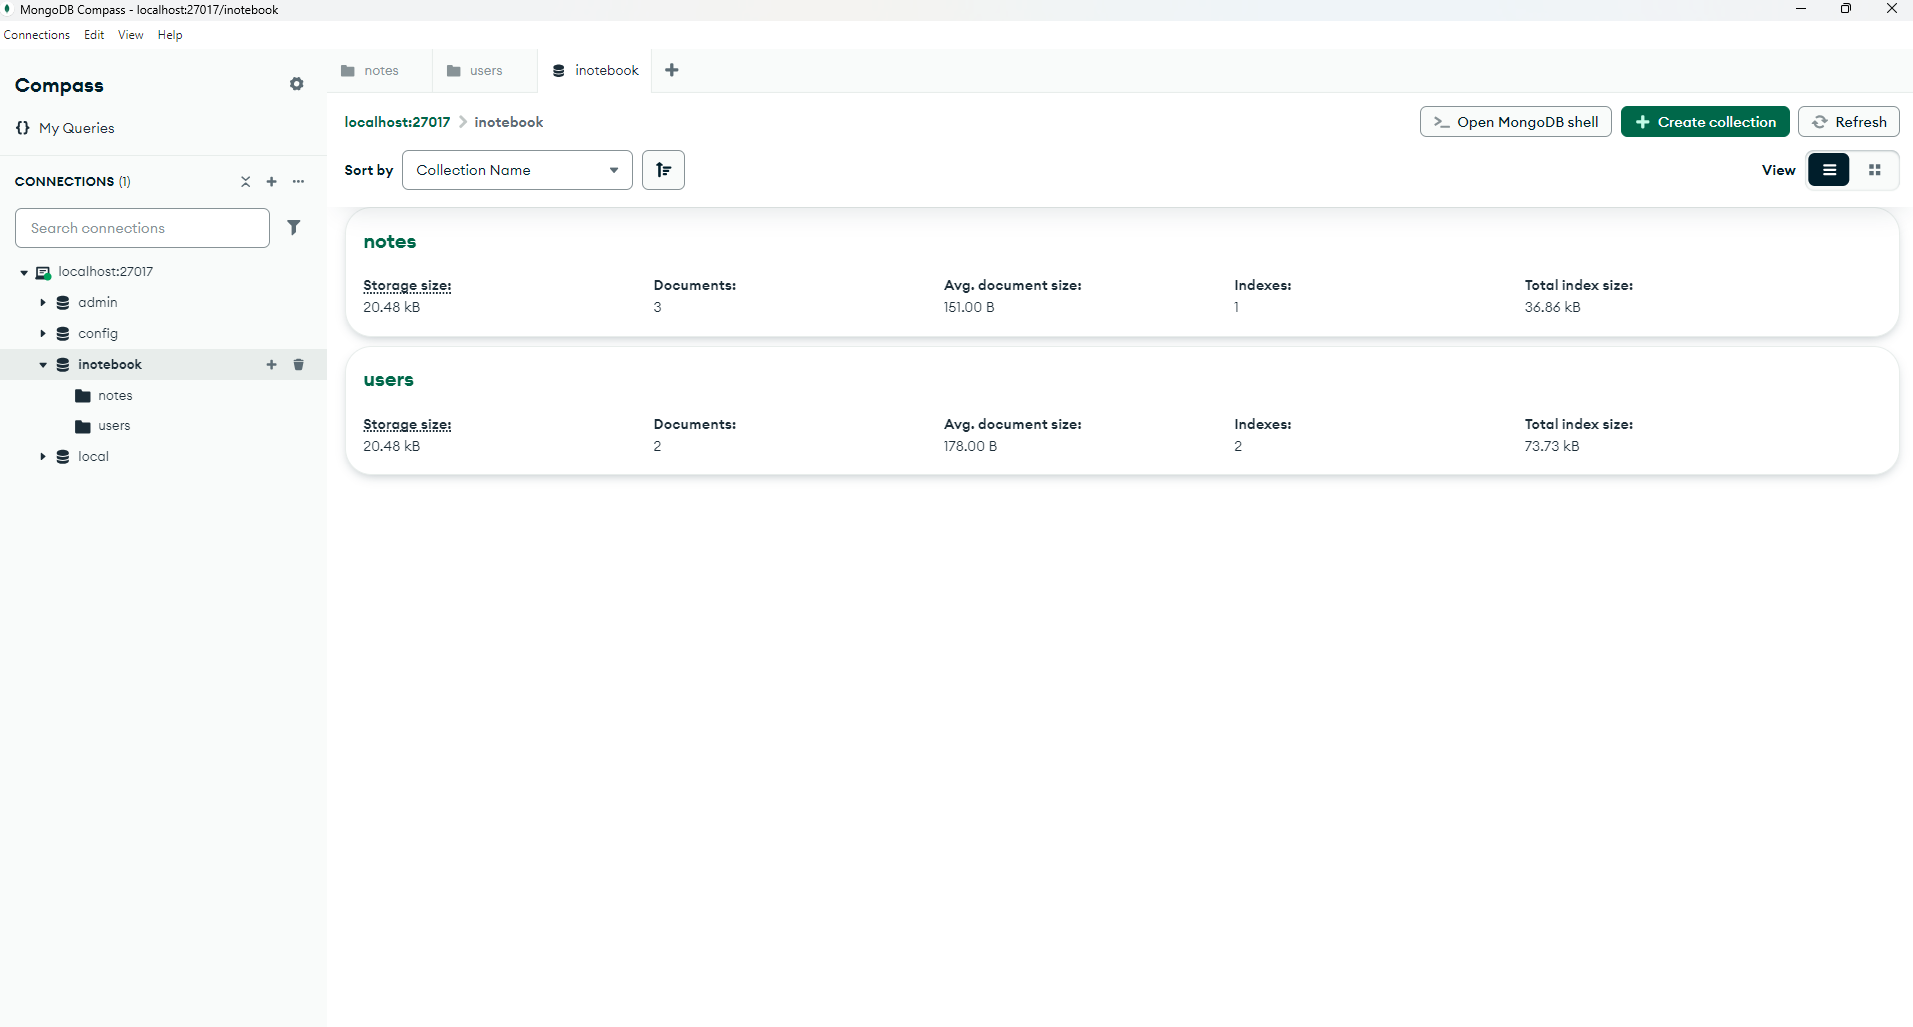 MongoDB Compass - localhost:27017/inotebook
Connections Edit View Help
Compass
{} My Queries
CONNECTIONS (1)
Search connections
localhost:27017
admin
config
inotebook
notes
users
local
notes users inotebook
localhost:27017 > inotebook
>_ Open MongoDB shell + Create collection Refresh
Sort by Collection Name View
notes
Storage size: Documents: Avg. document size: Indexes: Total index size:
20.48 kB 3 151.00 B 1 36.86 kB
users
Storage size: Documents: Avg. document size: Indexes: Total index size:
20.48 kB 2 178.00 B 2 73.73 kB